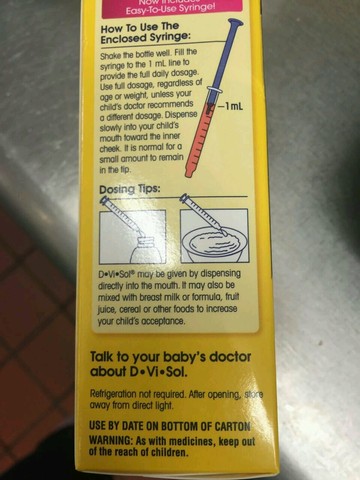 Now Includes
Easy-To-Use Syringe!
How To Use The
Enclosed Syringe:
Shake the bottle well. Fill the
syringe to the 1 mL line to
provide the full daily dosage.
Use full dosage, regardless of
age or weight, unless your
child's doctor recommends
a different dosage. Dispense
slowly into your child's
mouth toward the inner
cheek. It is normal for a
small amount to remain
in the tip.
1mL
Dosing Tips:
D•Vi•Sol® may be given by dispensing
directly into the mouth. It may also be
mixed with breast milk or formula, fruit
juice, cereal or other foods to increase
your child's acceptance.
Talk to your baby's doctor
about D•Vi•Sol.
Refrigeration not required. After opening, store
away from direct light.
USE BY DATE ON BOTTOM OF CARTON
WARNING: As with medicines, keep out
of the reach of children.